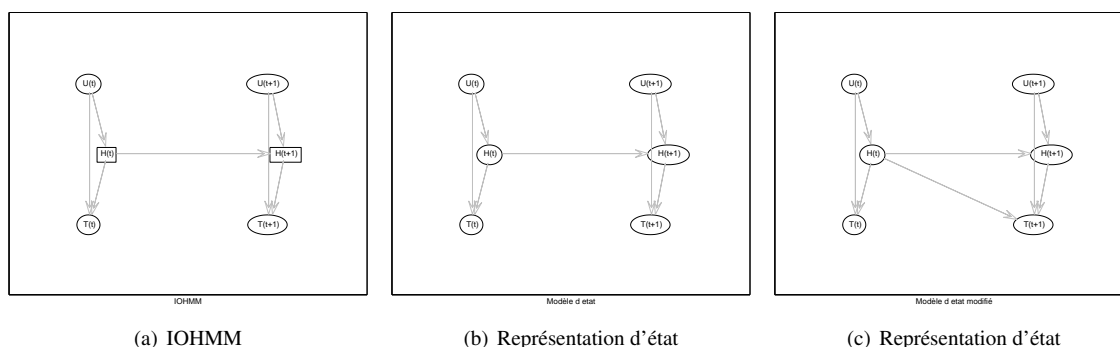 U(t) U(t+1)
H(t) H(t+1)
T(t) T(t+1)
IOHMM
(a) IOHMM
U(t) U(t+1)
H(t) H(t+1)
T(t) T(t+1)
Modèle d etat
(b) Représentation d'état
U(t) U(t+1)
H(t) H(t+1)
T(t) T(t+1)
Modèle d etat modifié
(c) Représentation d'état